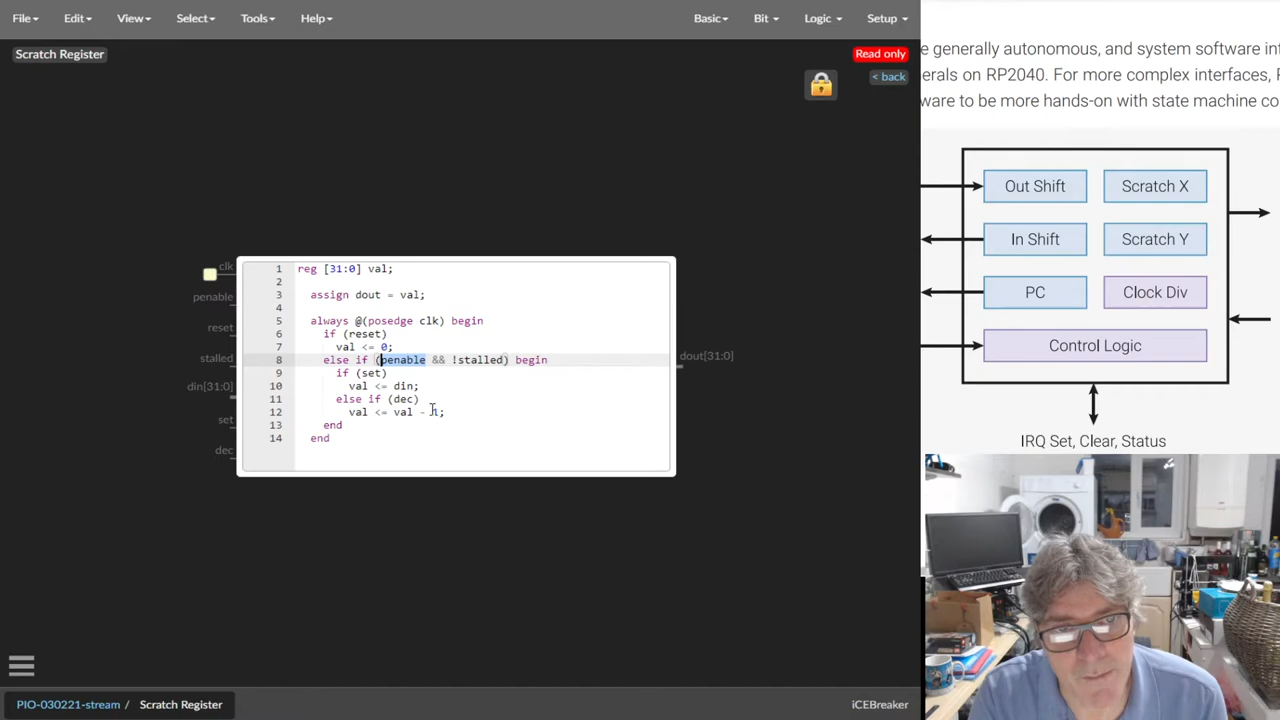 File Edit View Select Tools Help Basic Bit Logic Setup
Scratch Register
Read only
< back
clk
penable
reset
stalled
din[31:0]
set
dec
1 reg [31:0] val;
2
3 assign dout = val;
4
5 always @(posedge clk) begin
6 if (reset)
7 val <= 0;
8 else if (penable && !stalled) begin
9 if (set)
10 val <= din;
11 else if (dec)
12 val <= val - 1;
13 end
14 end
dout[31:0]
PIO-030221-stream / Scratch Register
iCEBreaker
e generally autonomous, and system software in
erals on RP2040. For more complex interfaces,
ware to be more hands-on with state machine co
Out Shift Scratch X
In Shift Scratch Y
PC Clock Div
Control Logic
IRQ Set, Clear, Status